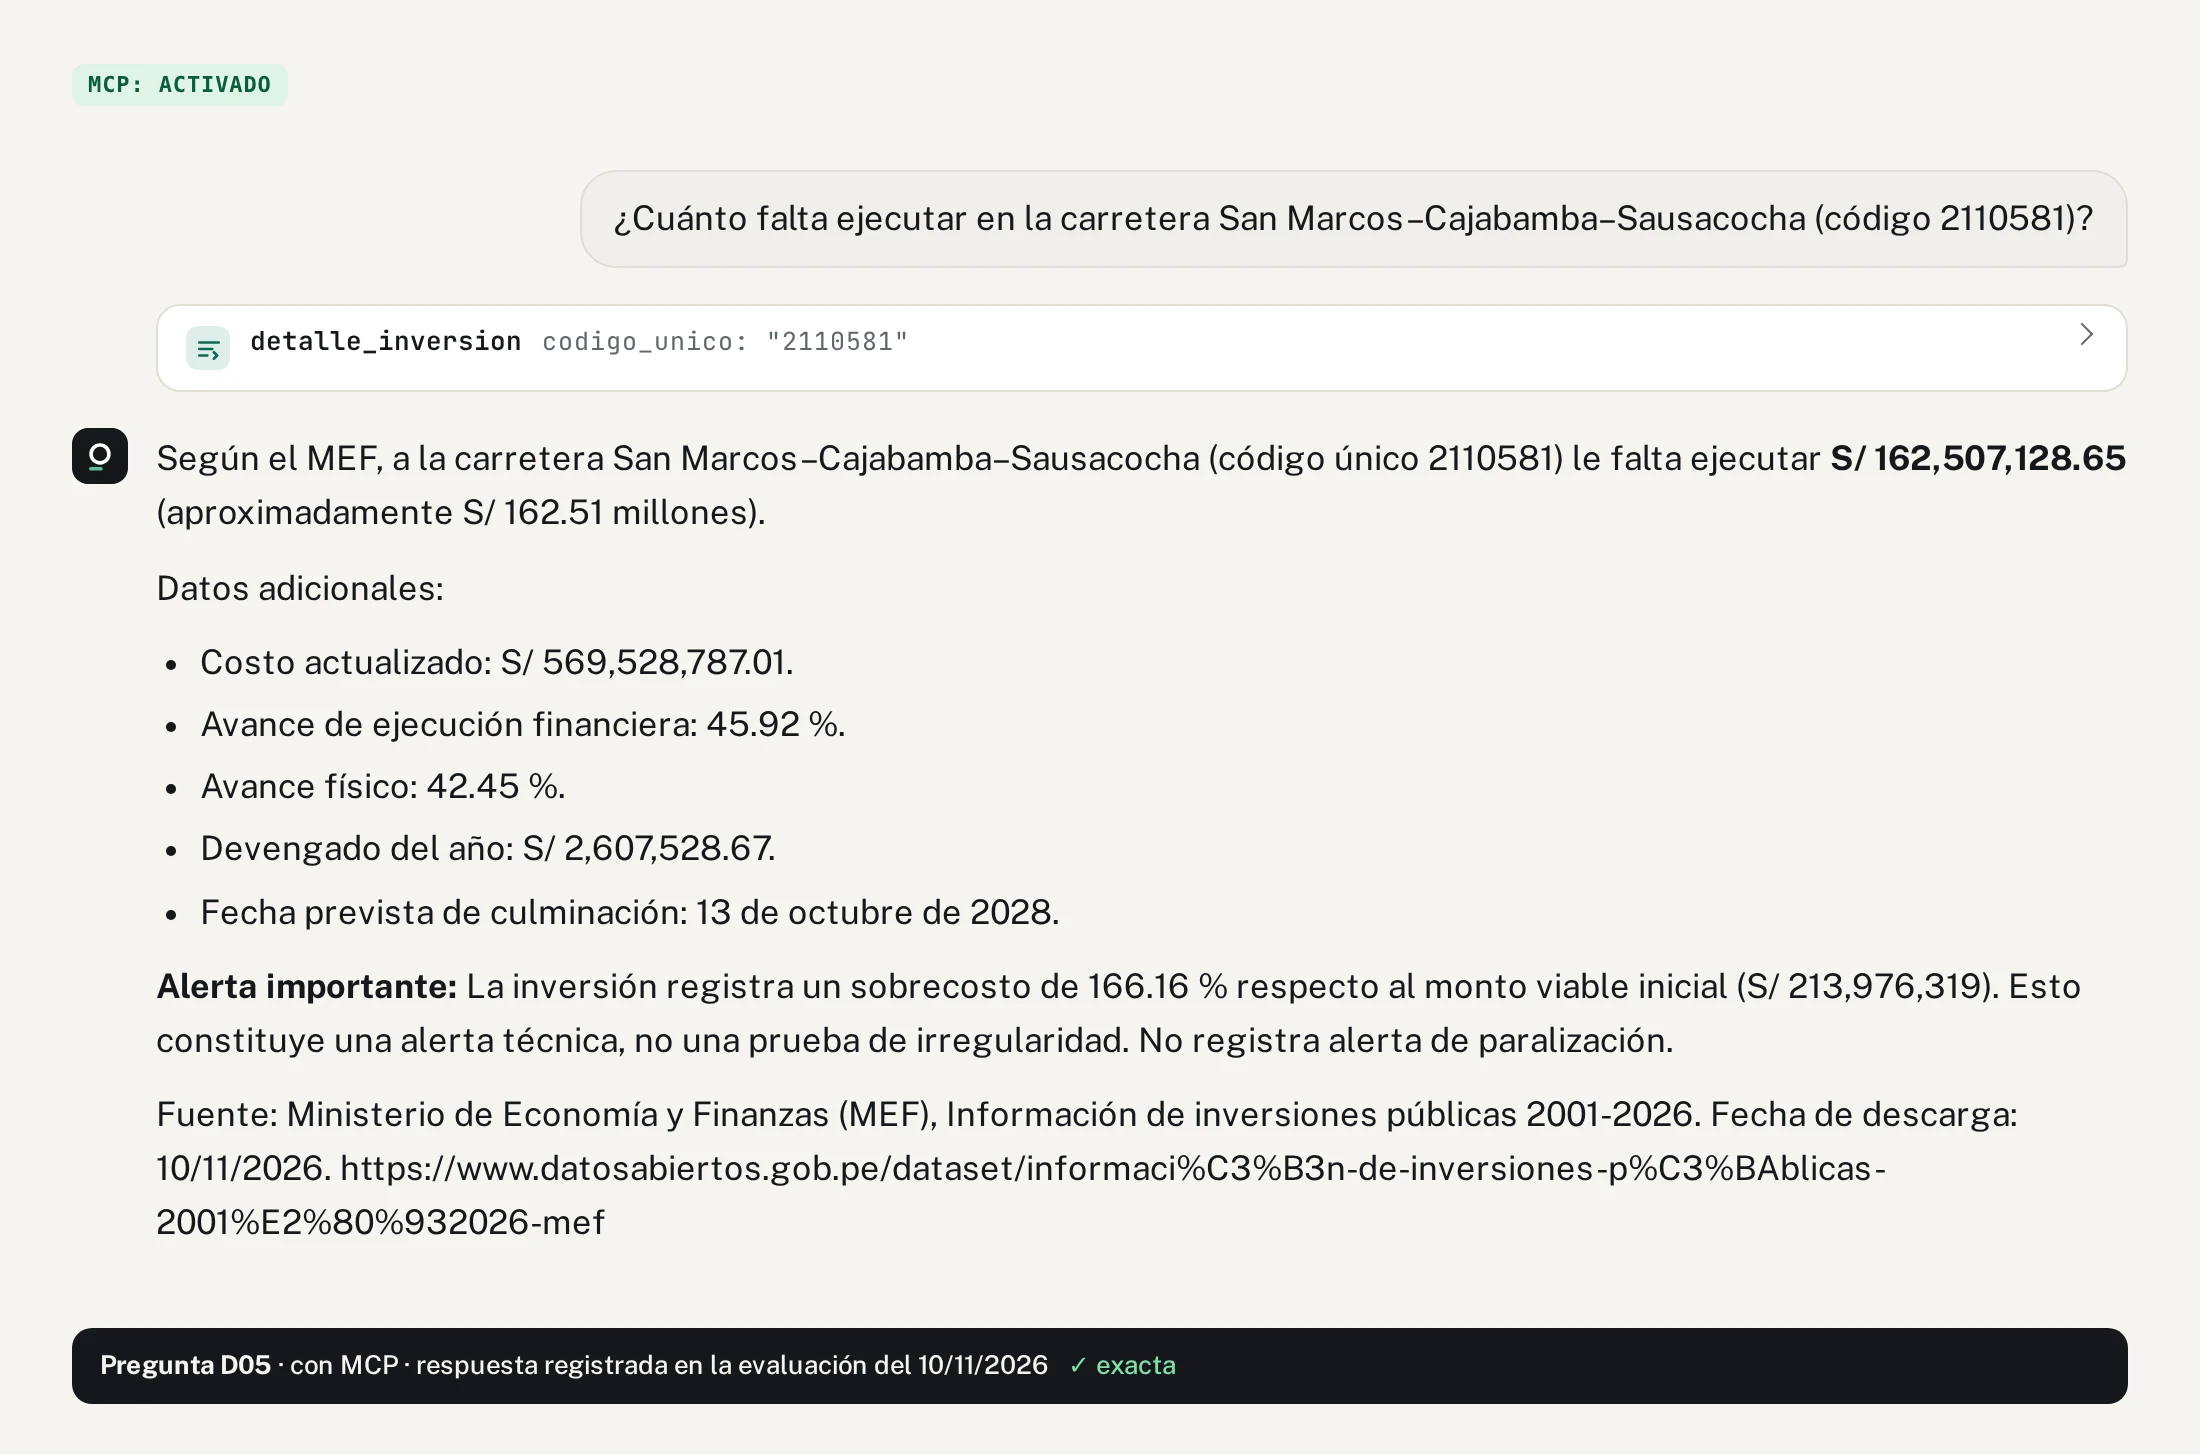 MCP: ACTIVADO
¿Cuánto falta ejecutar en la carretera San Marcos–Cajabamba–Sausacocha (código 2110581)?
detalle_inversion codigo_unico: "2110581"
Según el MEF, a la carretera San Marcos–Cajabamba–Sausacocha (código único 2110581) le falta ejecutar S/ 162,507,128.65
(aproximadamente S/ 162.51 millones).
Datos adicionales:
• Costo actualizado: S/ 569,528,787.01.
• Avance de ejecución financiera: 45.92 %.
• Avance físico: 42.45 %.
• Devengado del año: S/ 2,607,528.67.
• Fecha prevista de culminación: 13 de octubre de 2028.
Alerta importante: La inversión registra un sobrecosto de 166.16 % respecto al monto viable inicial (S/ 213,976,319). Esto
constituye una alerta técnica, no una prueba de irregularidad. No registra alerta de paralización.
Fuente: Ministerio de Economía y Finanzas (MEF), Información de inversiones públicas 2001-2026. Fecha de descarga:
10/11/2026. https://www.datosabiertos.gob.pe/dataset/informaci%C3%B3n-de-inversiones-p%C3%BAblicas-
2001%E2%80%932026-mef
Pregunta D05 · con MCP · respuesta registrada en la evaluación del 10/11/2026 ✓ exacta